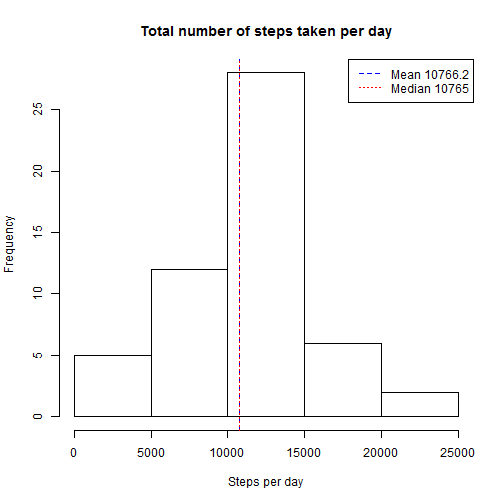 Total number of steps taken per day
Mean 10766.2
Median 10765
Frequency
25
20
15
10
5
0
0 5000 10000 15000 20000 25000
Steps per day